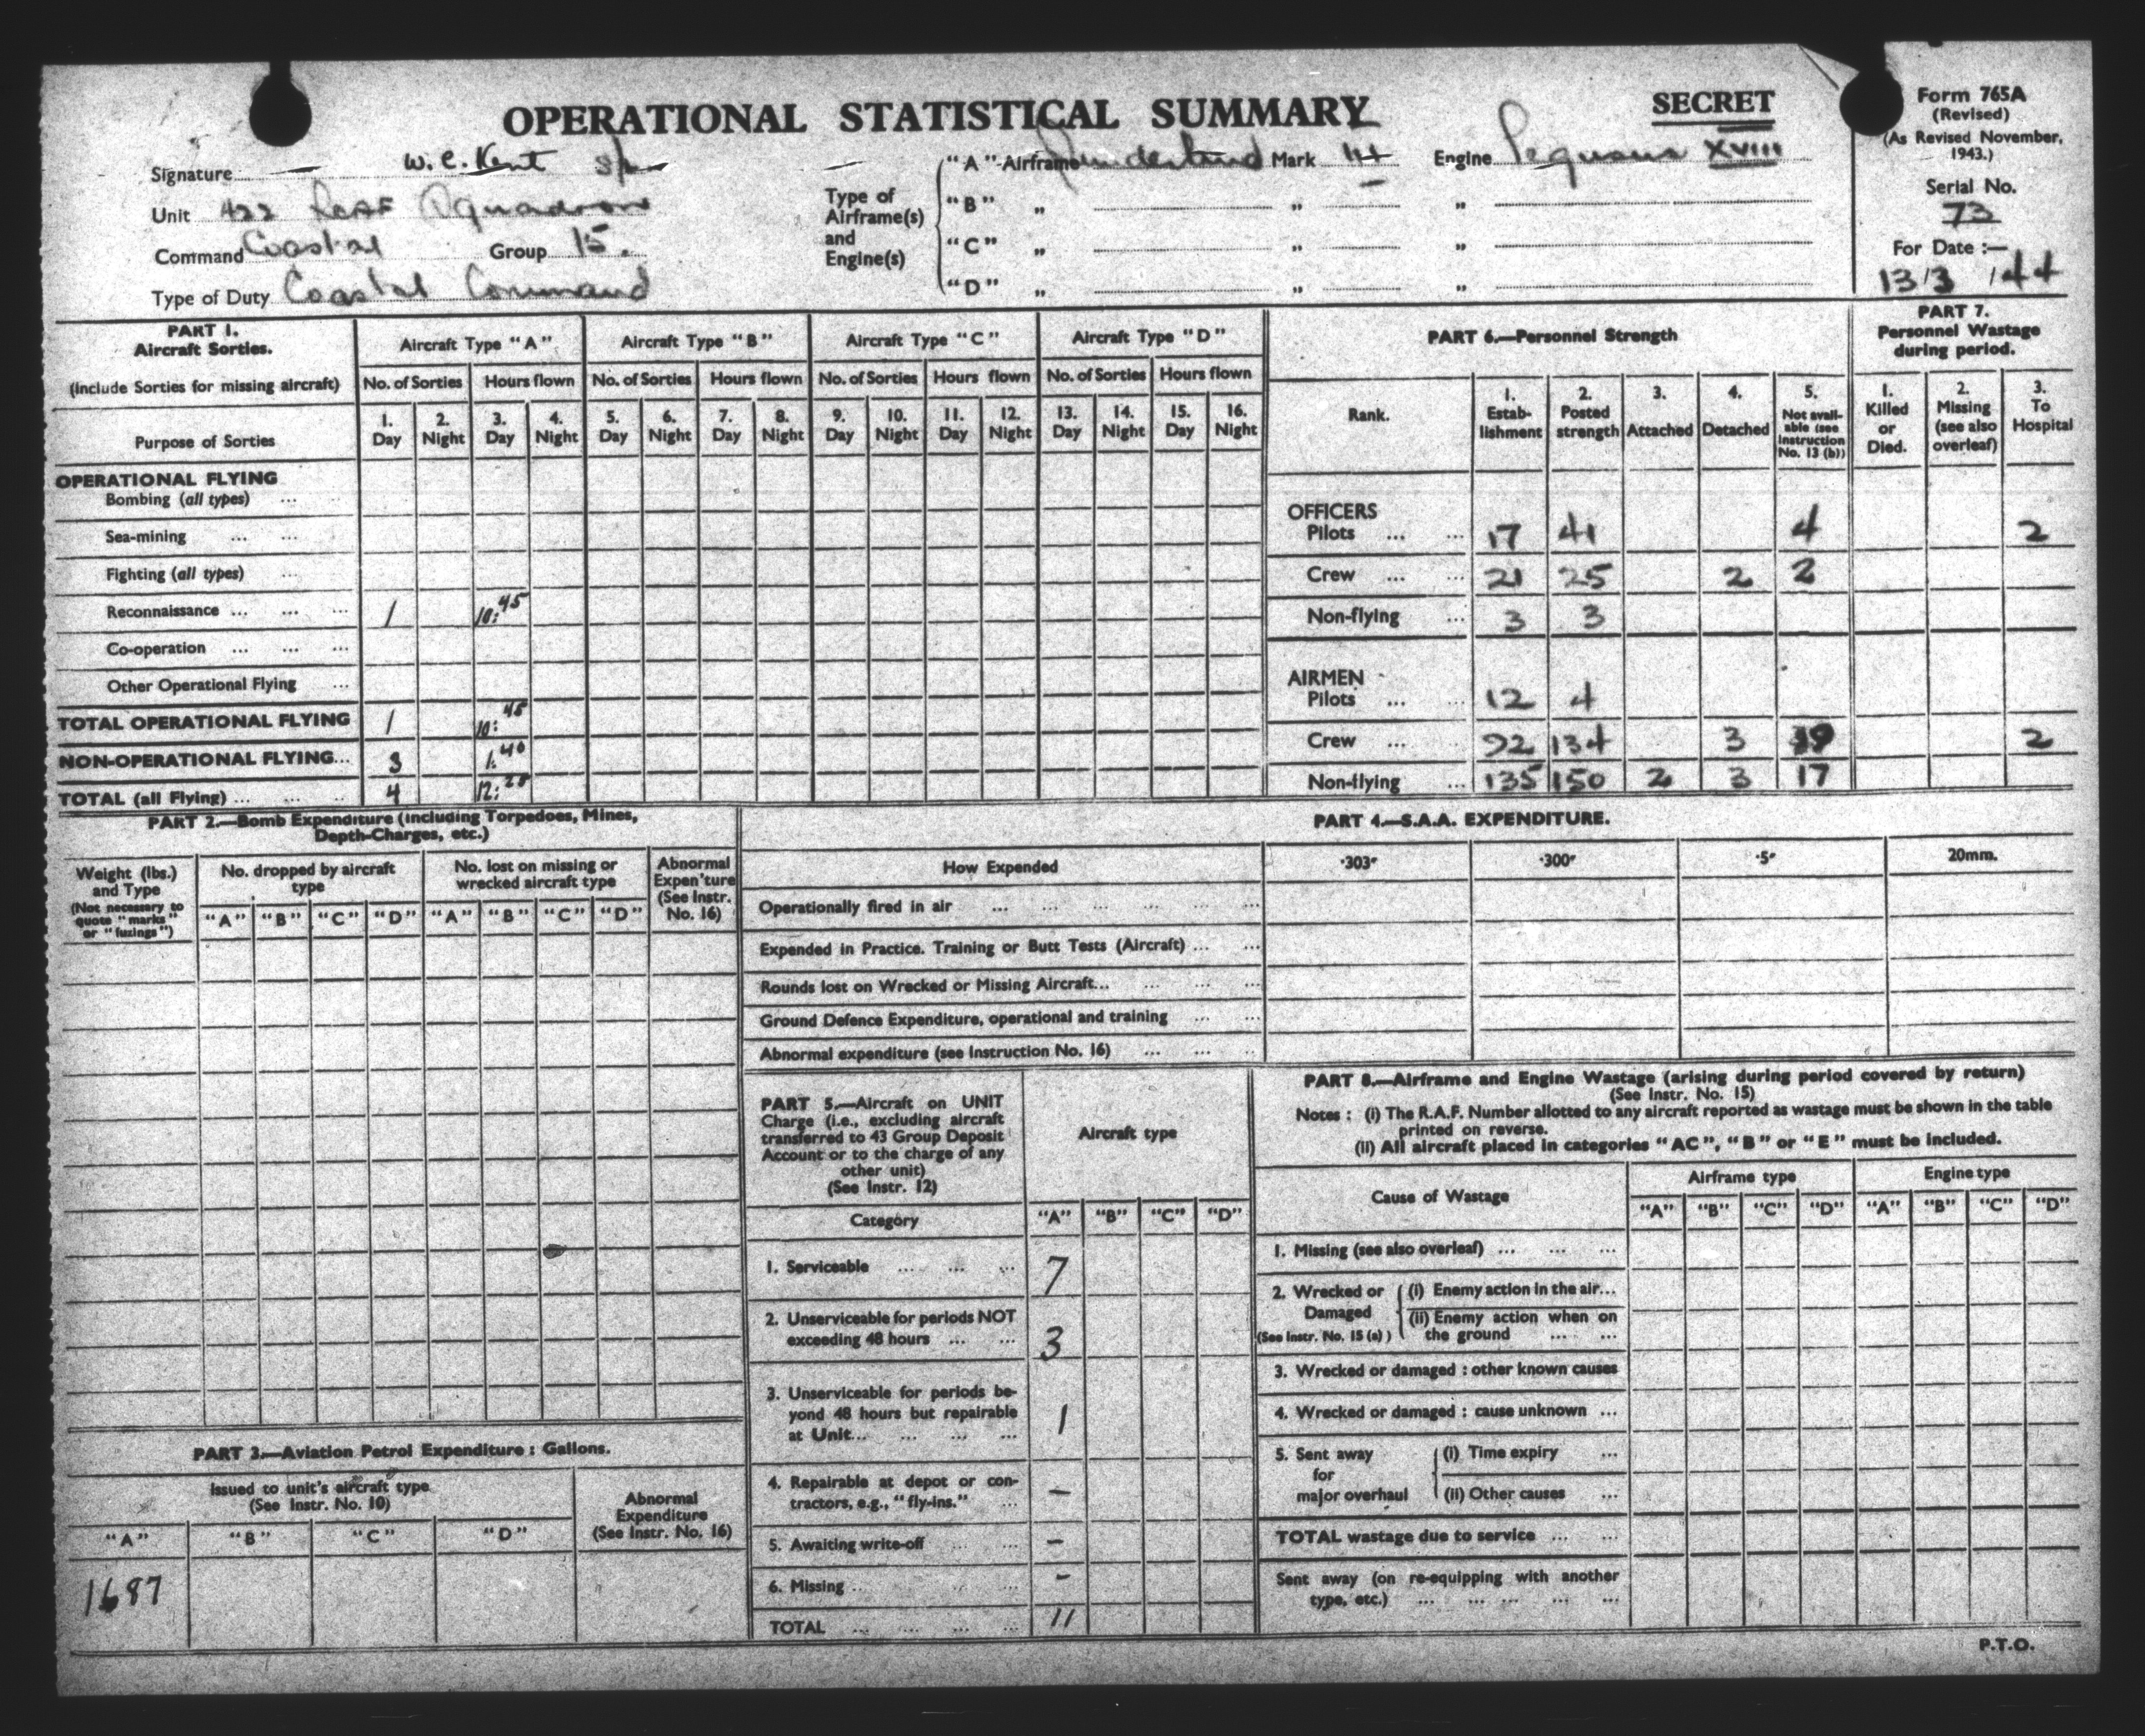 OPERATIONAL STATISTICAL SUMMARY
SECRET
Form 765A
(Revised)
(As Revised November,
1943.)
Serial No.
73
For Date :—
13/3/44
Signature W. C. Kent
Unit 422 RCAF Squadron
Command Coastal Group 15.
Type of Duty Coastal Command
Type of
Airframe(s)
and
Engine(s)
"A" Airframe Sunderland Mark III Engine Pegasus XVIII
"B" „ „ „
"C" „ „ „
"D" „ „ „
PART 1.
Aircraft Sorties.
(Include Sorties for missing aircraft)
Purpose of Sorties
Aircraft Type "A" Aircraft Type "B" Aircraft Type "C" Aircraft Type "D"
No. of Sorties Hours flown No. of Sorties Hours flown No. of Sorties Hours flown No. of Sorties Hours flown
1. 2. 3. 4. 5. 6. 7. 8. 9. 10. 11. 12. 13. 14. 15. 16.
Day Night Day Night Day Night Day Night Day Night Day Night Day Night Day Night
OPERATIONAL FLYING
Bombing (all types) ...
Sea-mining ... ...
Fighting (all types) ...
Reconnaissance ... ... ... 1 10:45
Co-operation ... ... ...
Other Operational Flying ...
TOTAL OPERATIONAL FLYING 1 10:45
NON-OPERATIONAL FLYING... 3 1.40
TOTAL (all Flying) ... ... ... 4 12:25
PART 6.—Personnel Strength
Rank.
1.
Estab-
lishment
2.
Posted
strength
3.
Attached
4.
Detached
5.
Not avail-
able (see
Instruction
No. 13 (b))
PART 7.
Personnel Wastage
during period.
1.
Killed
or
Died.
2.
Missing
(see also
overleaf)
3.
To
Hospital
OFFICERS
Pilots ... ... 17 41 4 2
Crew ... ... 21 25 2 2
Non-flying ... 3 3
AIRMEN
Pilots ... ... 12 4
Crew ... ... 92 134 3 2
Non-flying ... 135 150 2 3 17
PART 2.—Bomb Expenditure (including Torpedoes, Mines,
Depth-Charges, etc.)
Weight (lbs.)
and Type
(Not necessary to
quote "marks"
or "fuzings")
No. dropped by aircraft
type
No. lost on missing or
wrecked aircraft type
Abnormal
Expen'ture
(See Instr.
No. 16)
"A" "B" "C" "D" "A" "B" "C" "D"
PART 4.—S.A.A. EXPENDITURE.
How Expended ·303" ·300" ·5" 20mm.
Operationally fired in air ... ... ... ... ... ...
Expended in Practice. Training or Butt Tests (Aircraft) ... ...
Rounds lost on Wrecked or Missing Aircraft... ... ... ...
Ground Defence Expenditure, operational and training ... ...
Abnormal expenditure (see Instruction No. 16) ... ... ...
PART 5.—Aircraft on UNIT
Charge (i.e., excluding aircraft
transferred to 43 Group Deposit
Account or to the charge of any
other unit)
(See Instr. 12)
Aircraft type
Category "A" "B" "C" "D"
1. Serviceable ... ... ... 7
2. Unserviceable for periods NOT
exceeding 48 hours ... ... 3
3. Unserviceable for periods be-
yond 48 hours but repairable
at Unit... ... ... ... 1
4. Repairable at depot or con-
tractors, e.g., "fly-ins." ... –
5. Awaiting write-off ... ... –
6. Missing ... ... ... ... –
TOTAL ... ... ... ... 11
PART 8.—Airframe and Engine Wastage (arising during period covered by return)
(See Instr. No. 15)
Notes : (i) The R.A.F. Number allotted to any aircraft reported as wastage must be shown in the table
printed on reverse.
(ii) All aircraft placed in categories "AC", "B" or "E" must be included.
Cause of Wastage
Airframe type Engine type
"A" "B" "C" "D" "A" "B" "C" "D"
1. Missing (see also overleaf) ... ... ...
2. Wrecked or
Damaged
(See Instr. No. 15 (a))
(i) Enemy action in the air...
(ii) Enemy action when on
the ground ... ...
3. Wrecked or damaged : other known causes
4. Wrecked or damaged : cause unknown ...
5. Sent away
for
major overhaul
(i) Time expiry ...
(ii) Other causes ...
TOTAL wastage due to service ... ...
Sent away (on re-equipping with another
type, etc.) ... ... ... ... ...
PART 3.—Aviation Petrol Expenditure : Gallons.
Issued to unit's aircraft type
(See Instr. No. 10)
Abnormal
Expenditure
(See Instr. No. 16)
"A" "B" "C" "D"
1687
P.T.O.